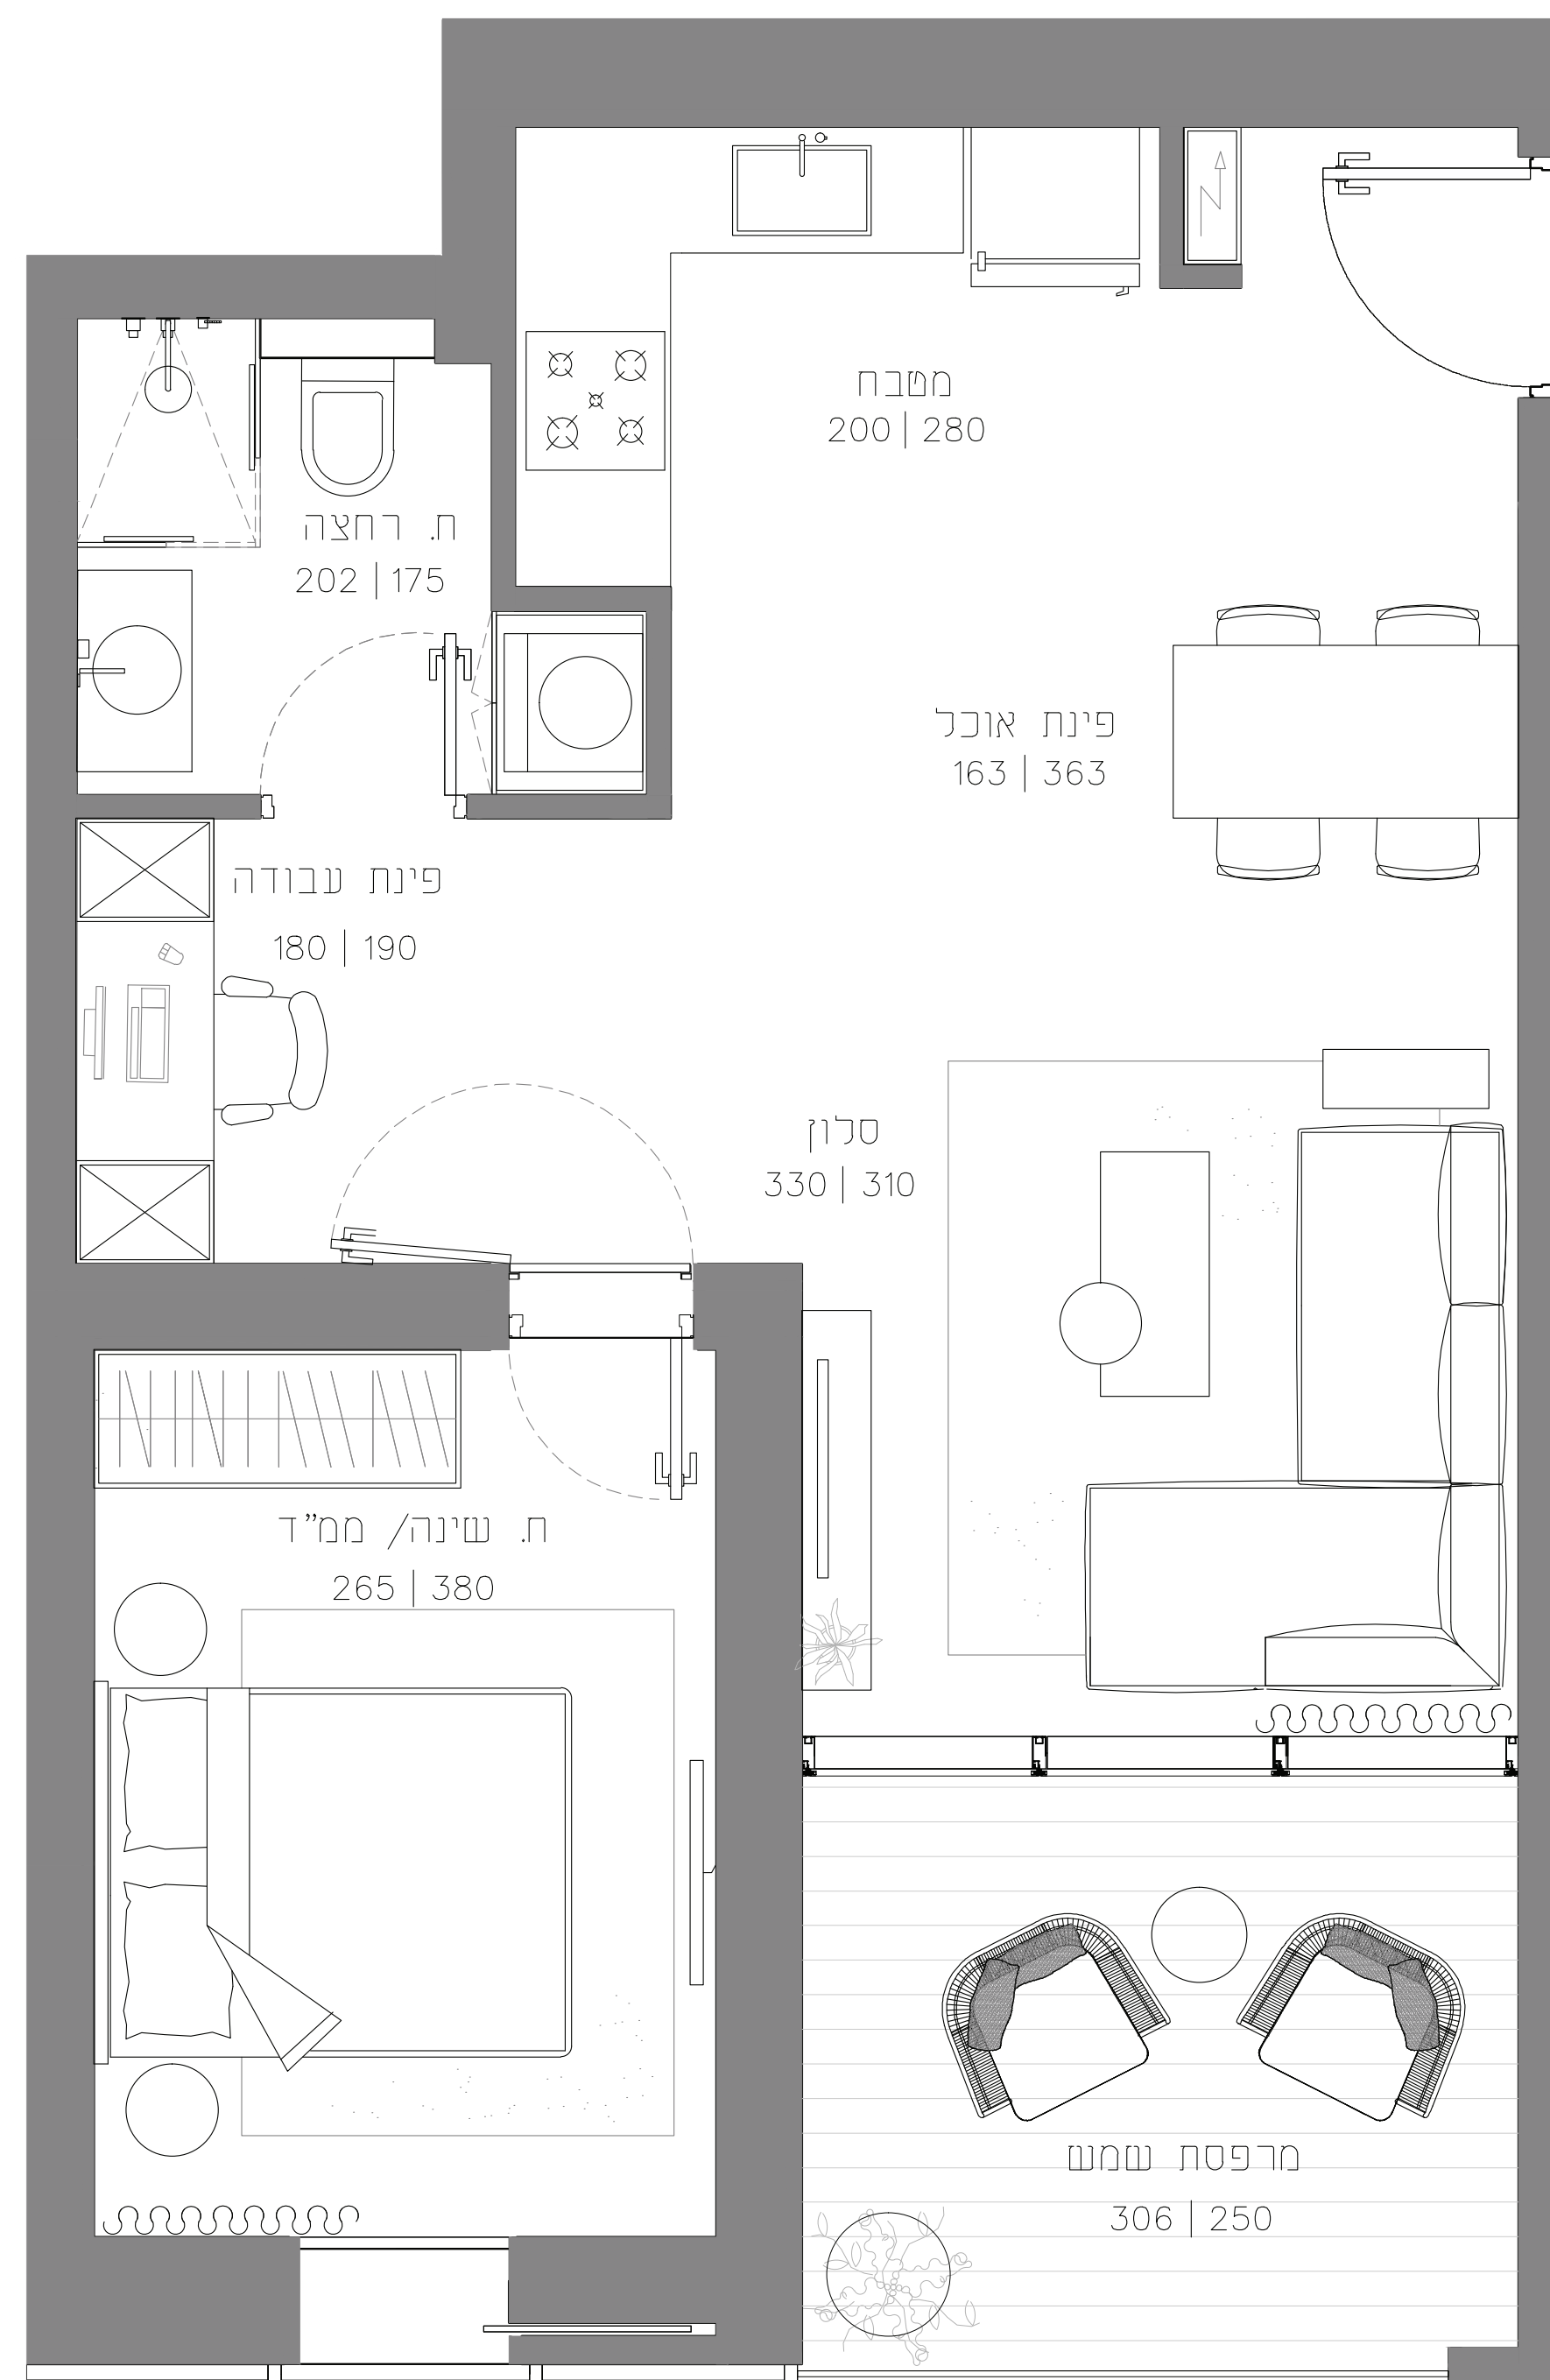 מטבח
200 | 280
ח. רחצה
202 | 175
פינת אוכל
163 | 363
פינת עבודה
180 | 190
סלון
330 | 310
ח. שינה/ ממ"ד
265 | 380
מרפסת שמש
306 | 250